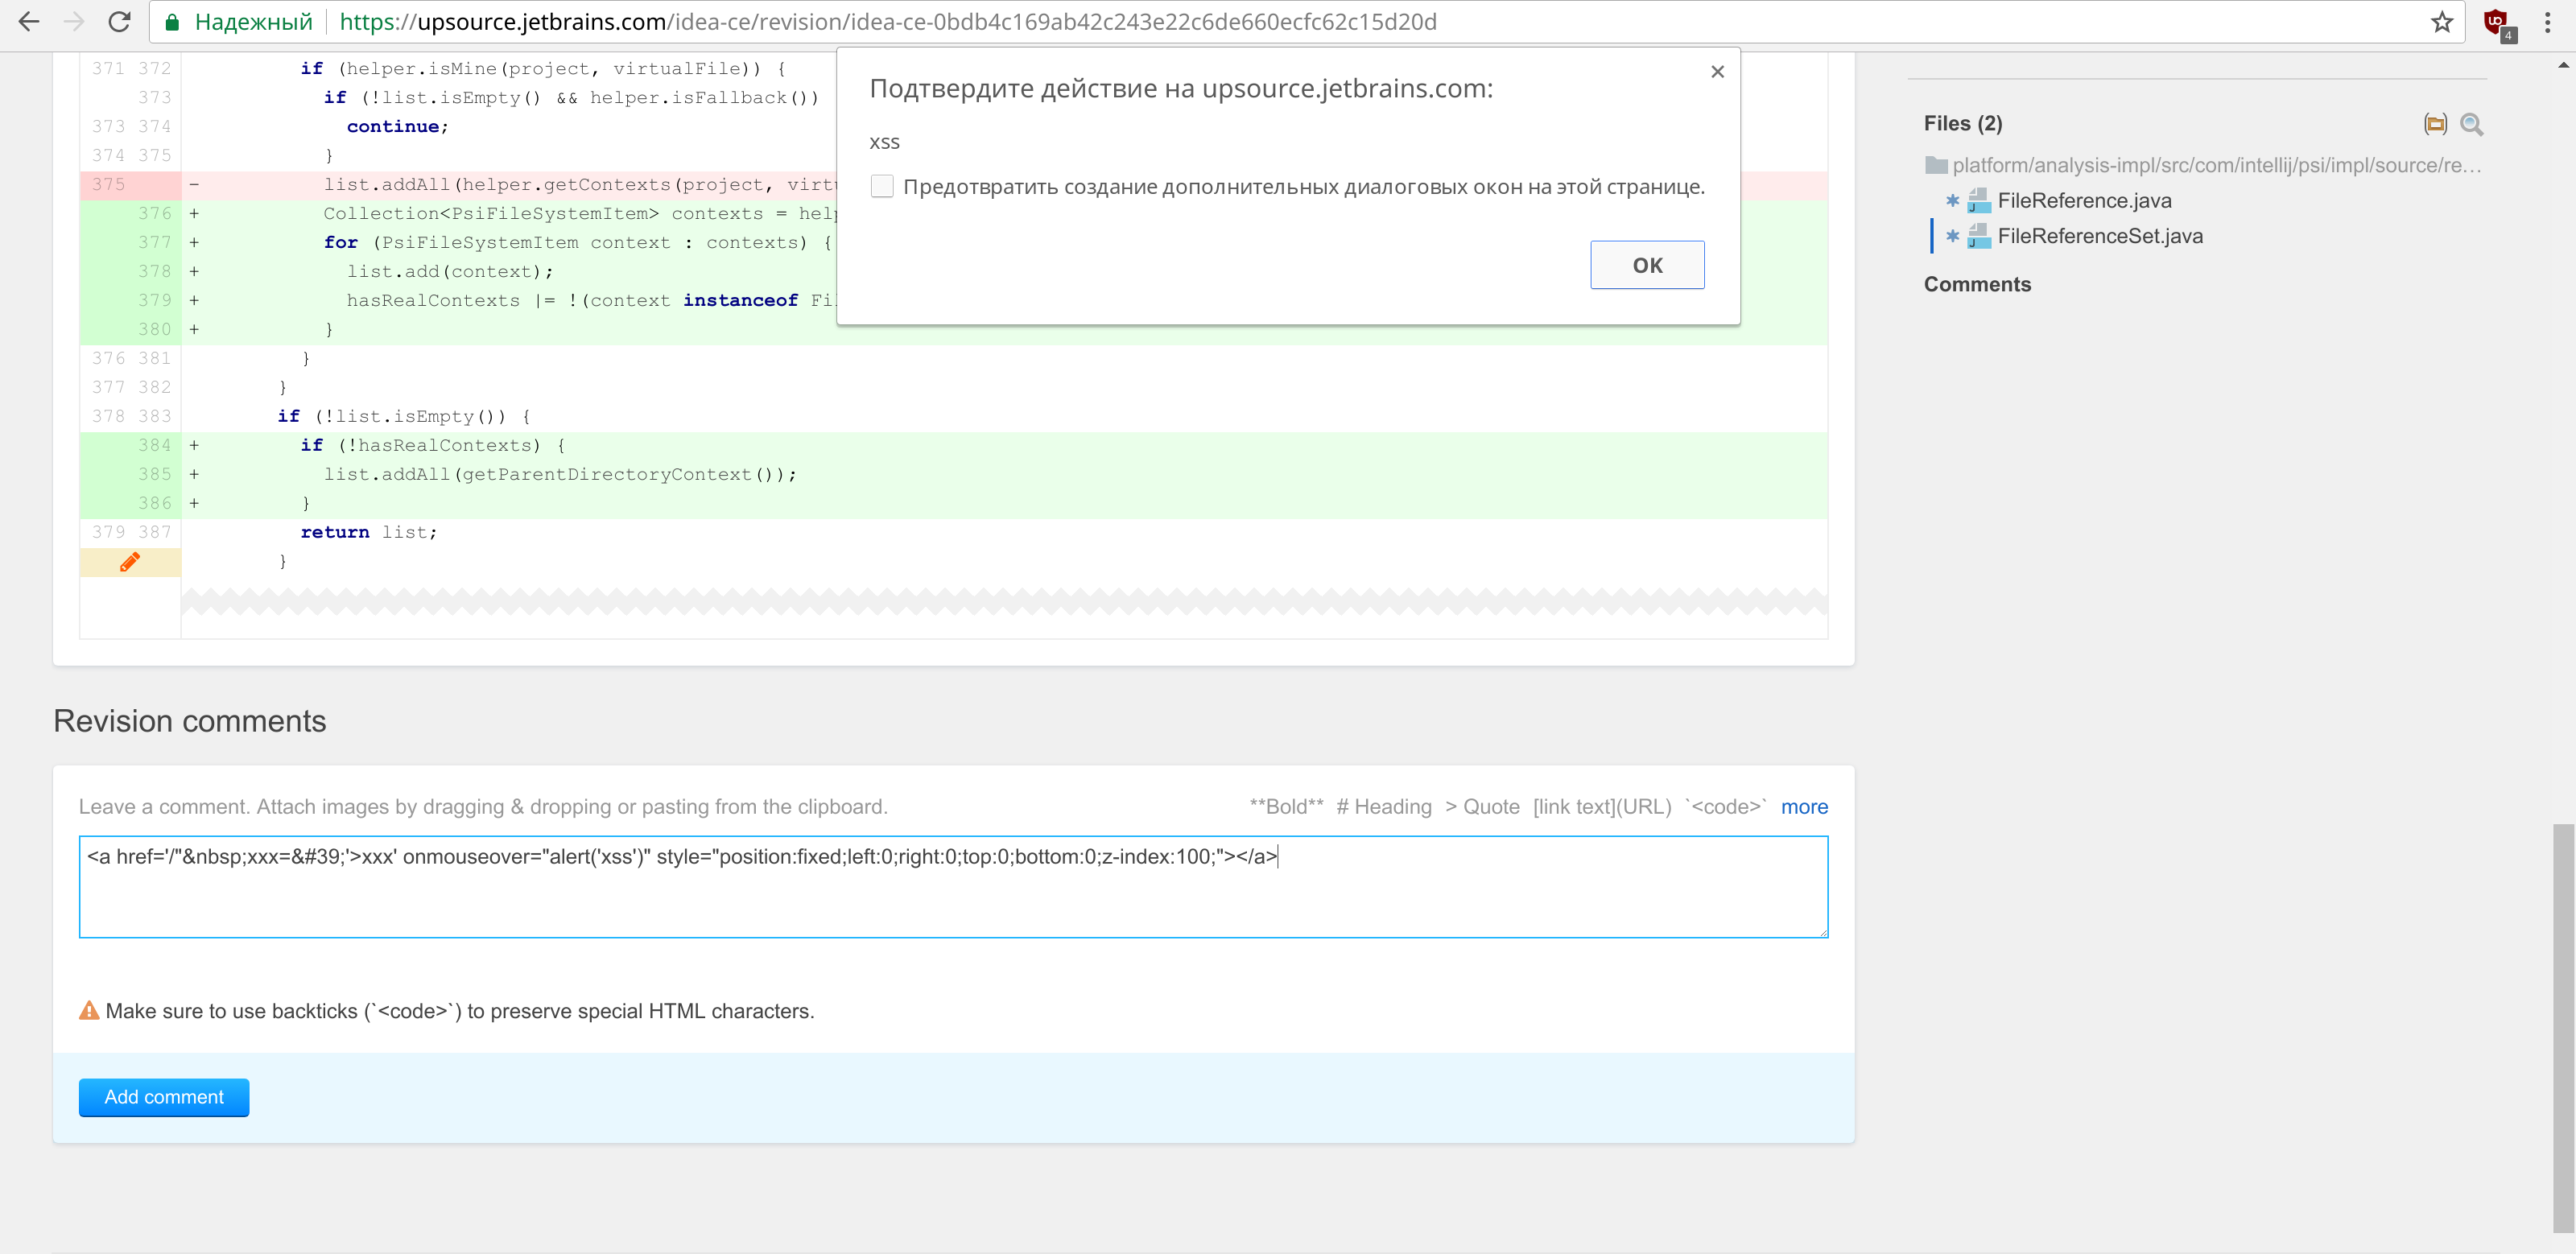 Надежный https://upsource.jetbrains.com/idea-ce/revision/idea-ce-0bdb4c169ab42c243e22c6de660ecfc62c15d20d
4
371 372 if (helper.isMine(project, virtualFile)) {
373 if (!list.isEmpty() && helper.isFallback())
373 374 continue;
374 375 }
375 - list.addAll(helper.getContexts(project,
376 + Collection<PsiFileSystemItem> contexts =
377 + for (PsiFileSystemItem context : contexts) {
378 + list.add(context);
379 + hasRealContexts |= !(context instanceof
380 + }
376 381 }
377 382 }
378 383 if (!list.isEmpty()) {
384 + if (!hasRealContexts) {
385 + list.addAll(getParentDirectoryContext());
386 + }
379 387 return list;
}
Подтвердите действие на upsource.jetbrains.com:
xss
Предотвратить создание дополнительных диалоговых окон на этой странице.
OK
Files (2)
platform/analysis-impl/src/com/intellij/psi/impl/source/re...
FileReference.java
FileReferenceSet.java
Comments
Revision comments
Leave a comment. Attach images by dragging & dropping or pasting from the clipboard. **Bold** # Heading > Quote [link text](URL) `<code>` more
<a href='/"&nbsp;xxx=&#39;'>xxx' onmouseover="alert('xss')" style="position:fixed;left:0;right:0;top:0;bottom:0;z-index:100;"></a>
Make sure to use backticks (`<code>`) to preserve special HTML characters.
Add comment